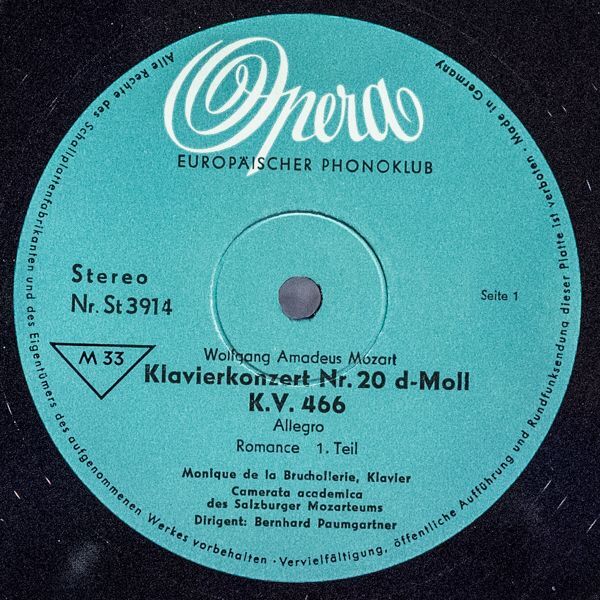 Opera
EUROPÄISCHER PHONOKLUB
Stereo
Nr. St 3914
Seite 1
M 33
Wolfgang Amadeus Mozart
Klavierkonzert Nr. 20 d-Moll
K.V. 466
Allegro
Romance 1. Teil
Monique de la Bruchollerie, Klavier
Camerata academica
des Salzburger Mozarteums
Dirigent: Bernhard Paumgartner
Alle Rechte des Schallplattenfabrikanten und des Eigentümers des aufgenommenen Werkes vorbehalten · Vervielfältigung, öffentliche Aufführung und Rundfunksendung dieser Platte ist verboten · Made in Germany